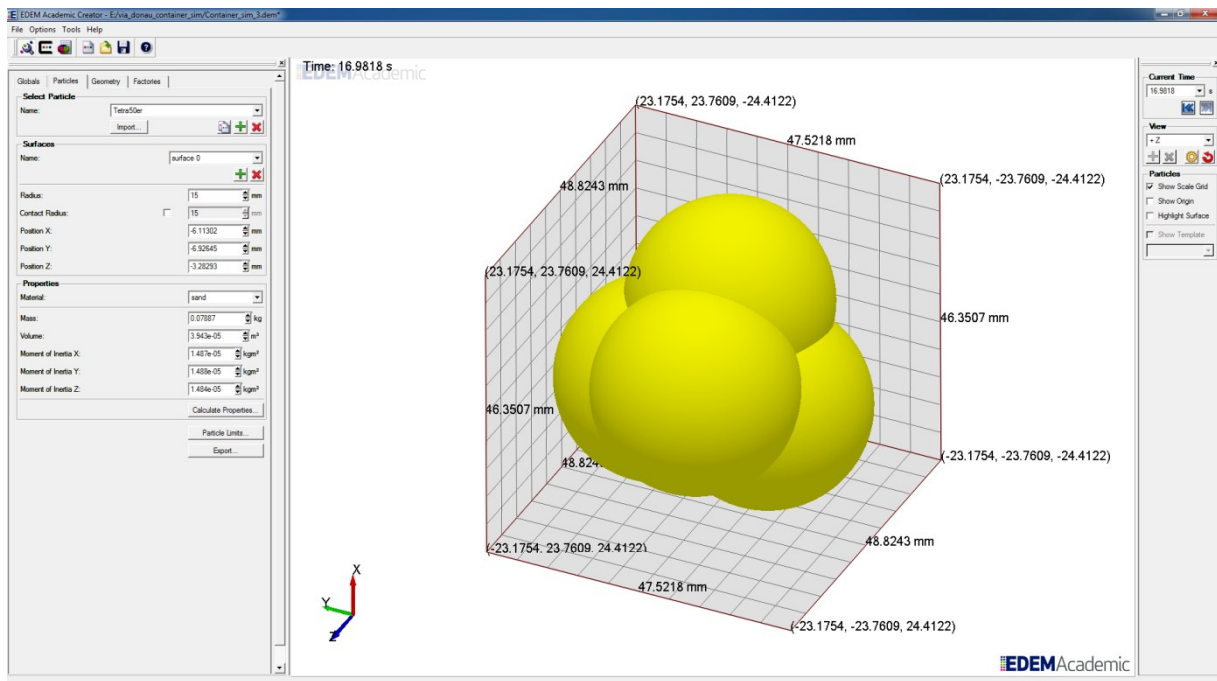 EDEM Academic Creator - E:/via_donau_container_sim/Container_sim_3.dem*
File Options Tools Help
Globals Particles Geometry Factories
Select Particle
Name: Tetra50er
Import...
Surfaces
Name: surface 0
Radius: 15 mm
Contact Radius: 15 mm
Position X: -6.11302 mm
Position Y: -6.92645 mm
Position Z: -3.28293 mm
Properties
Material: sand
Mass: 0.07887 kg
Volume: 3.943e-05 m³
Moment of Inertia X: 1.487e-05 kgm²
Moment of Inertia Y: 1.488e-05 kgm²
Moment of Inertia Z: 1.484e-05 kgm²
Calculate Properties...
Particle Limits...
Export...
Time: 16.9818 s
EDEMAcademic
(23.1754, 23.7609, -24.4122)
47.5218 mm
(23.1754, -23.7609, -24.4122)
48.8243 mm
(23.1754, 23.7609, 24.4122)
46.3507 mm
46.3507 mm
(-23.1754, -23.7609, -24.4122)
48.824
48.8243 mm
(-23.1754, 23.7609, 24.4122)
47.5218 mm
(-23.1754, -23.7609, 24.4122)
X
Y
Z
EDEMAcademic
Current Time
16.9818 s
View
+ Z
Particles
Show Scale Grid
Show Origin
Highlight Surface
Show Template